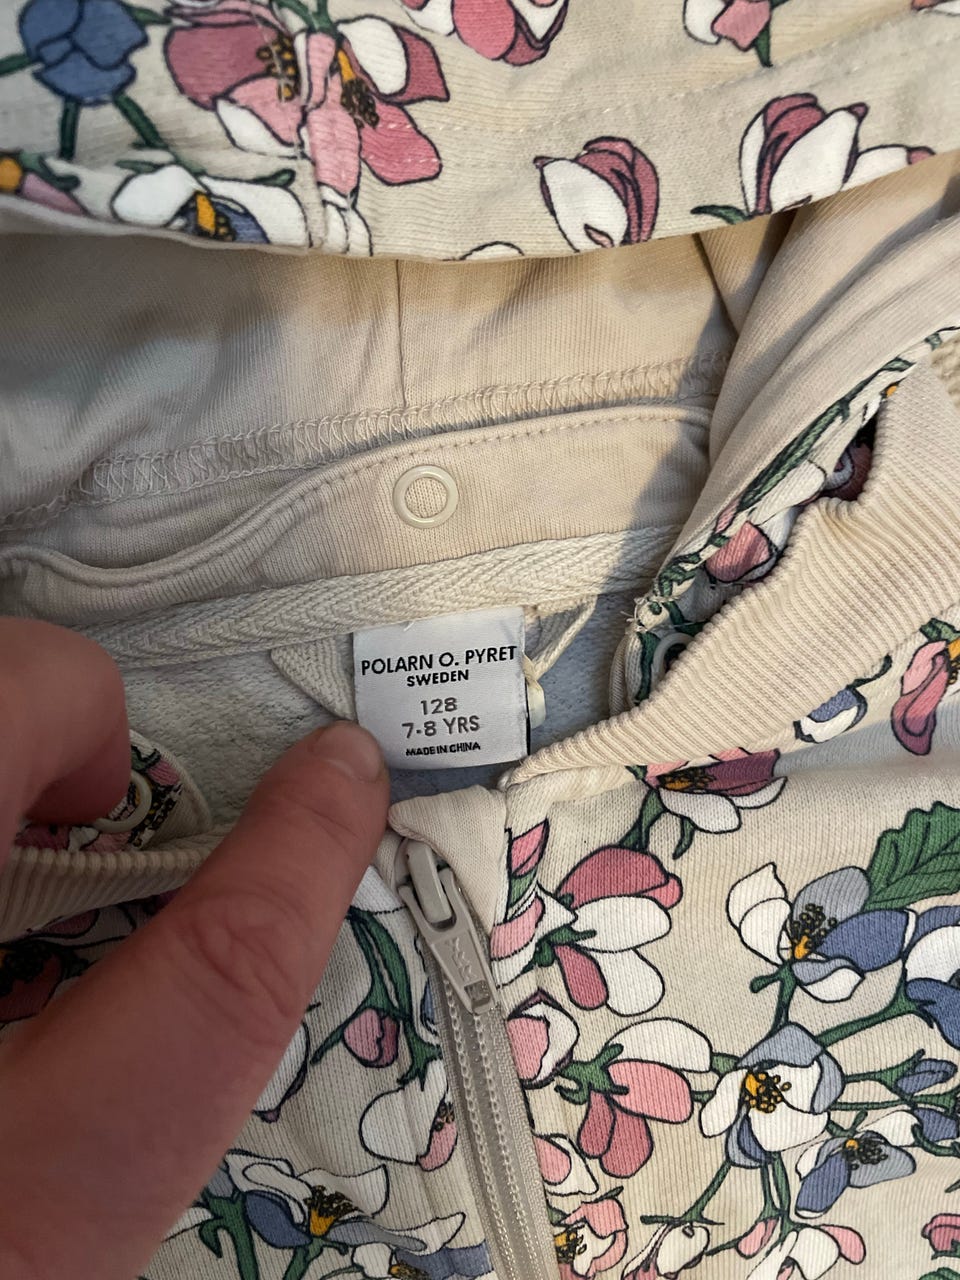 POLARN O. PYRET
SWEDEN
128
7-8 YRS
MADE IN CHINA